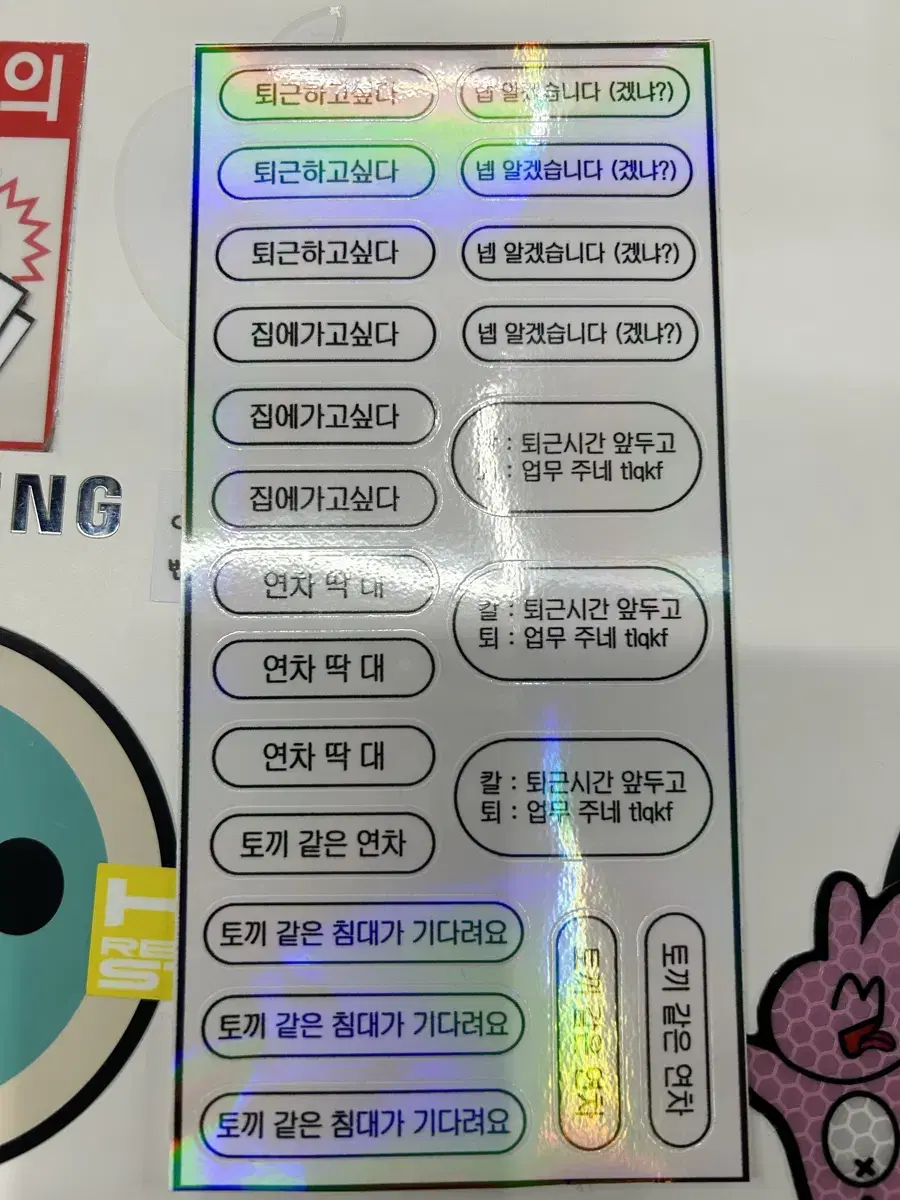 의
퇴근하고싶다
넵 알겠습니다 (겠냐?)
퇴근하고싶다
넵 알겠습니다 (겠냐?)
퇴근하고싶다
넵 알겠습니다 (겠냐?)
집에가고싶다
넵 알겠습니다 (겠냐?)
집에가고싶다
: 퇴근시간 앞두고
: 업무 주네 tlqkf
집에가고싶다
NG
연차 딱 대
칼 : 퇴근시간 앞두고
퇴 : 업무 주네 tlqkf
연차 딱 대
연차 딱 대
칼 : 퇴근시간 앞두고
퇴 : 업무 주네 tlqkf
토끼 같은 연차
토끼 같은 침대가 기다려요
토끼 같은 침대가 기다려요
토끼 같은 침대가 기다려요
토끼 같은 연차
토끼 같은 연차